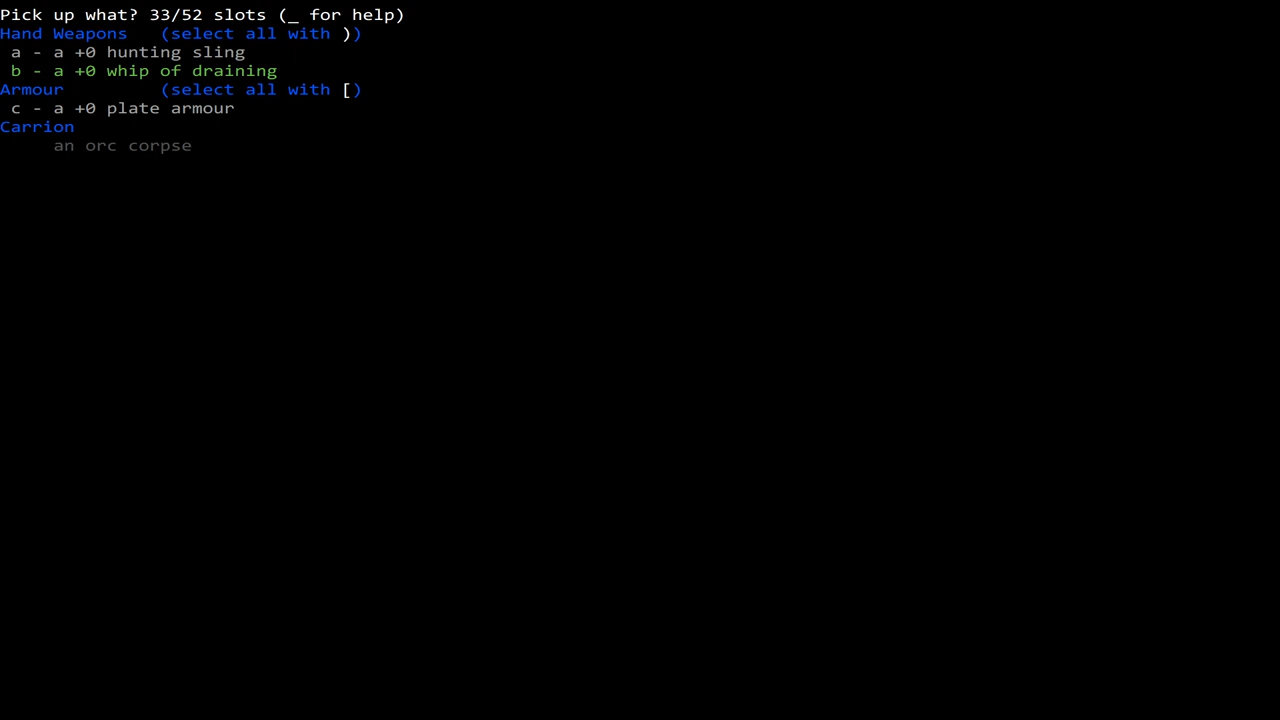 Pick up what? 33/52 slots (_ for help)
Hand Weapons   (select all with ))
a - a +0 hunting sling
b - a +0 whip of draining
Armour         (select all with [)
c - a +0 plate armour
Carrion
an orc corpse